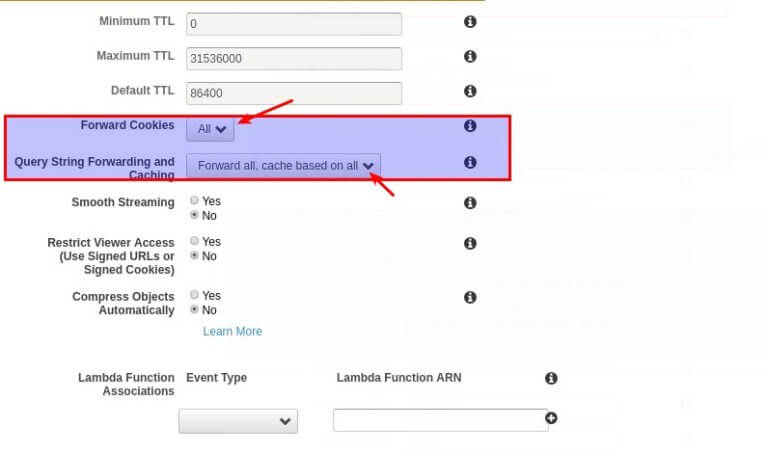 Minimum TTL 0
Maximum TTL 31536000
Default TTL 86400
Forward Cookies All
Query String Forwarding and Forward all, cache based on all
Caching
Smooth Streaming Yes
No
Restrict Viewer Access Yes
(Use Signed URLs or No
Signed Cookies)
Compress Objects Yes
Automatically No
Learn More
Lambda Function Event Type Lambda Function ARN
Associations